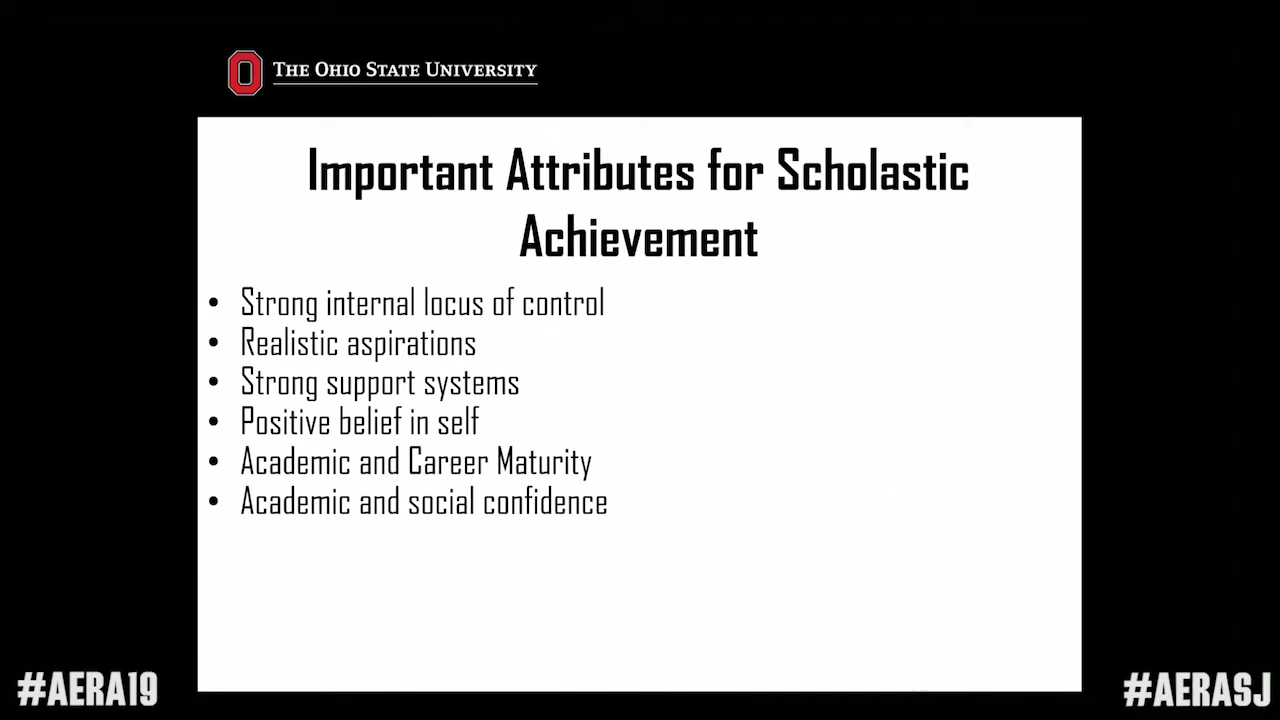 THE OHIO STATE UNIVERSITY
Important Attributes for Scholastic
Achievement
• Strong internal locus of control
• Realistic aspirations
• Strong support systems
• Positive belief in self
• Academic and Career Maturity
• Academic and social confidence
#AERA19
#AERASJ